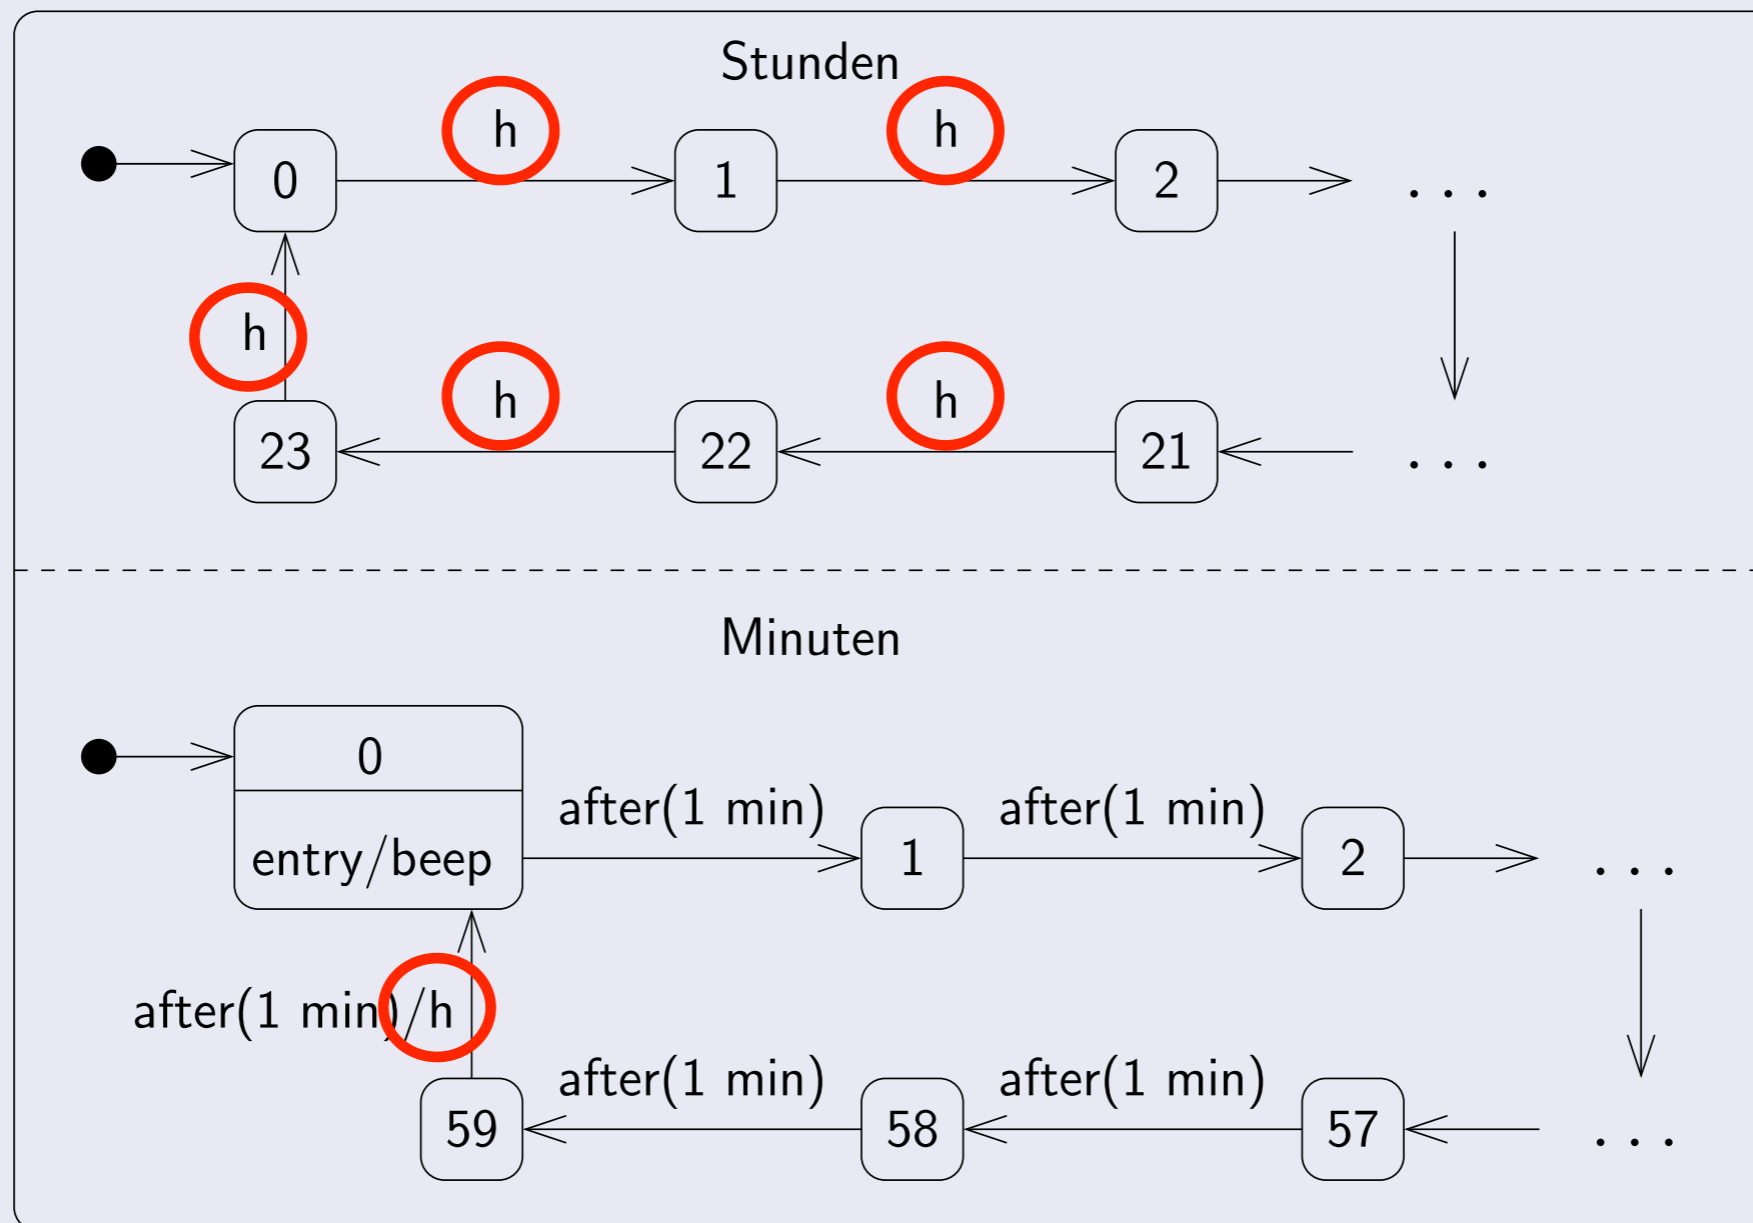 Stunden
h h
0 1 2 . . .
h
h h
23 22 21 . . .
Minuten
0
after(1 min) after(1 min)
entry/beep 1 2 . . .
after(1 min)/h
after(1 min) after(1 min)
59 58 57 . . .